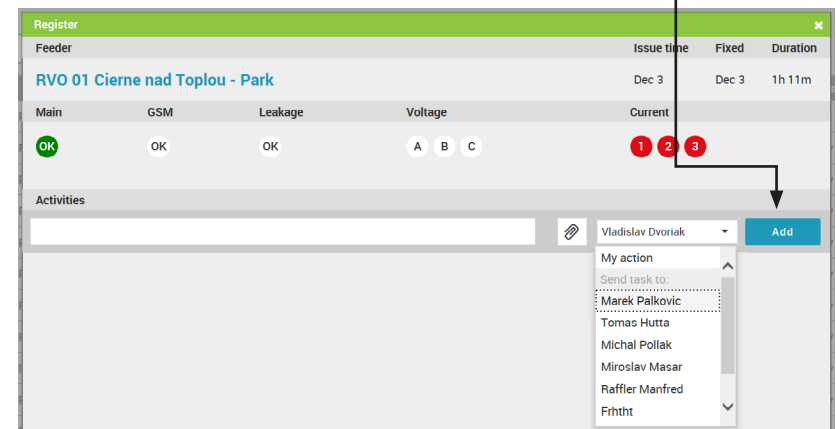 Register ×
Feeder Issue time Fixed Duration
RVO 01 Cierne nad Toplou - Park Dec 3 Dec 3 1h 11m
Main GSM Leakage Voltage Current
OK OK OK A B C 1 2 3
Activities
Vladislav Dvoriak Add
My action
Send task to:
Marek Palkovic
Tomas Hutta
Michal Pollak
Miroslav Masar
Raffler Manfred
Frhtht